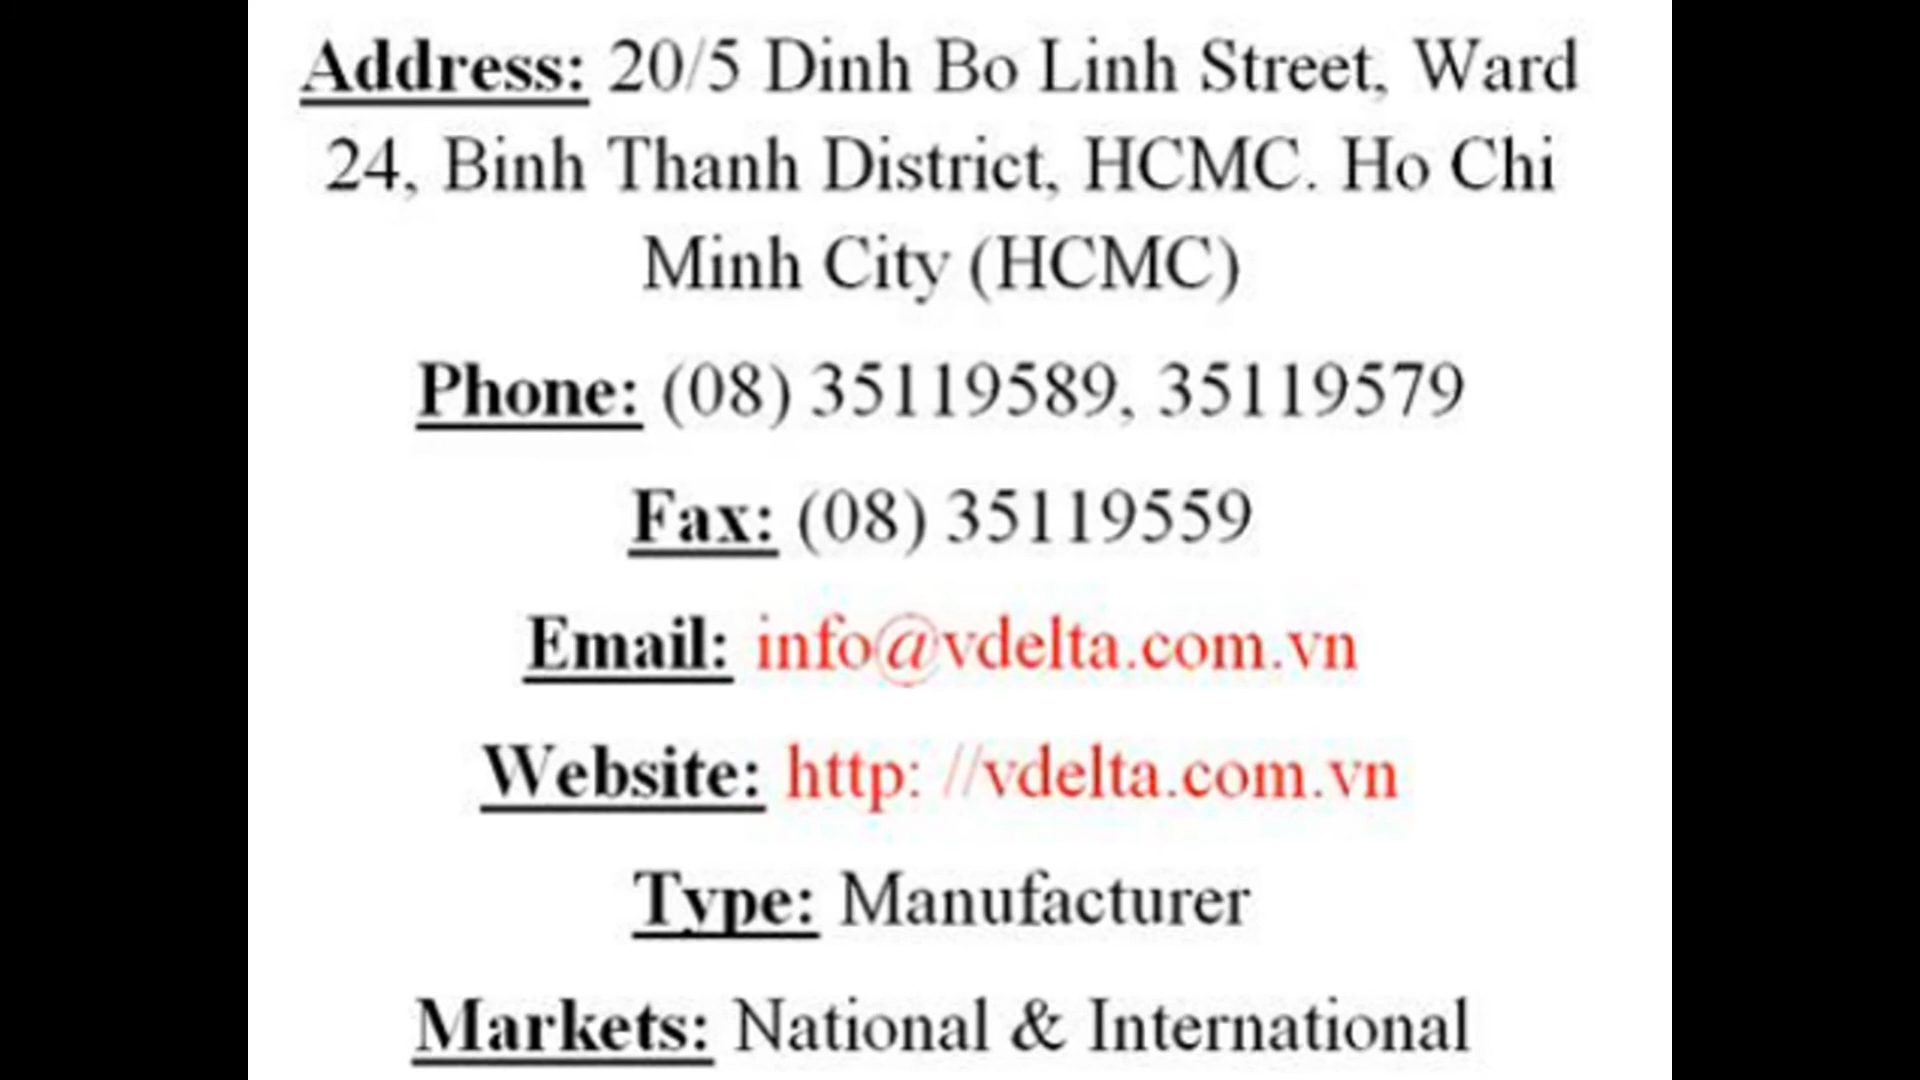 Address: 20/5 Dinh Bo Linh Street, Ward
24, Binh Thanh District, HCMC. Ho Chi
Minh City (HCMC)
Phone: (08) 35119589, 35119579
Fax: (08) 35119559
Email: info@vdelta.com.vn
Website: http: //vdelta.com.vn
Type: Manufacturer
Markets: National & International